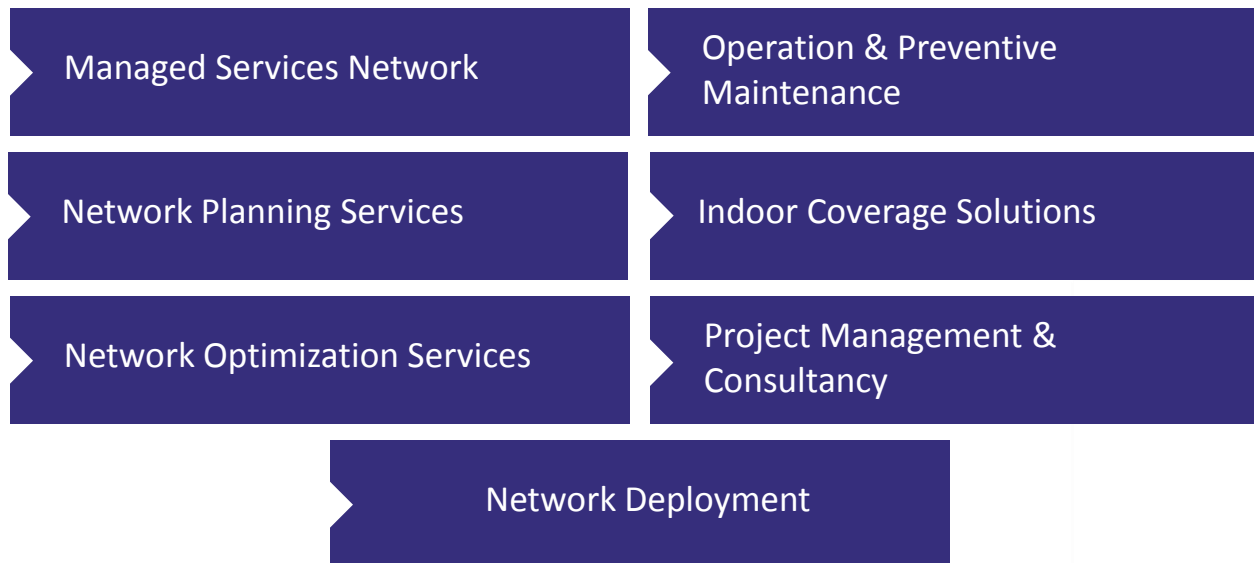 Managed Services Network
Operation & Preventive
Maintenance
Network Planning Services
Indoor Coverage Solutions
Network Optimization Services
Project Management &
Consultancy
Network Deployment